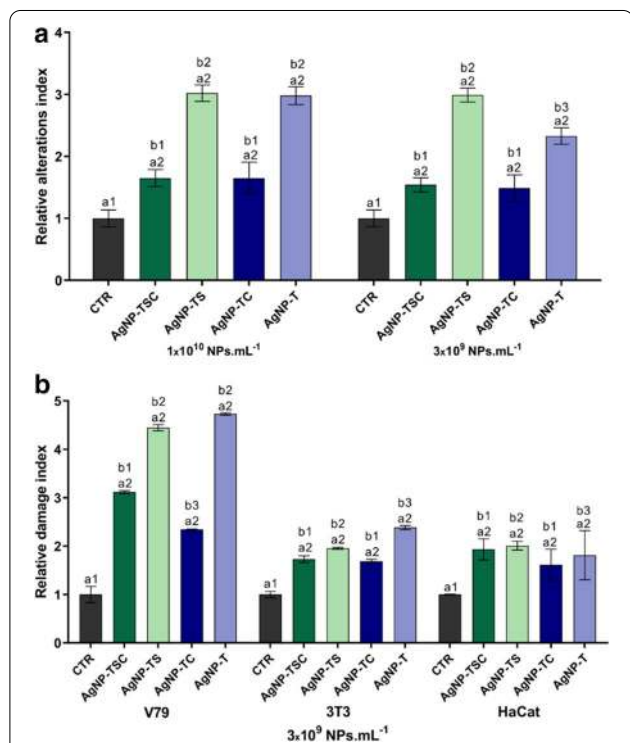 a
4
3
2
1
0
Relative alterations index
a1
b1
a2
b2
a2
b1
a2
b2
a2
a1
b1
a2
b2
a2
b1
a2
b3
a2
CTR
AgNP-TSC
AgNP-TS
AgNP-TC
AgNP-T
CTR
AgNP-TSC
AgNP-TS
AgNP-TC
AgNP-T
1x10¹⁰ NPs.mL⁻¹
3x10⁹ NPs.mL⁻¹
b
5
4
3
2
1
0
Relative damage index
a1
b1
a2
b2
a2
b3
a2
b2
a2
a1
b1
a2
b2
a2
b1
a2
b3
a2
a1
b1
a2
b2
a2
b1
a2
b3
a2
CTR
AgNP-TSC
AgNP-TS
AgNP-TC
AgNP-T
CTR
AgNP-TSC
AgNP-TS
AgNP-TC
AgNP-T
CTR
AgNP-TSC
AgNP-TS
AgNP-TC
AgNP-T
V79
3T3
HaCat
3x10⁹ NPs.mL⁻¹